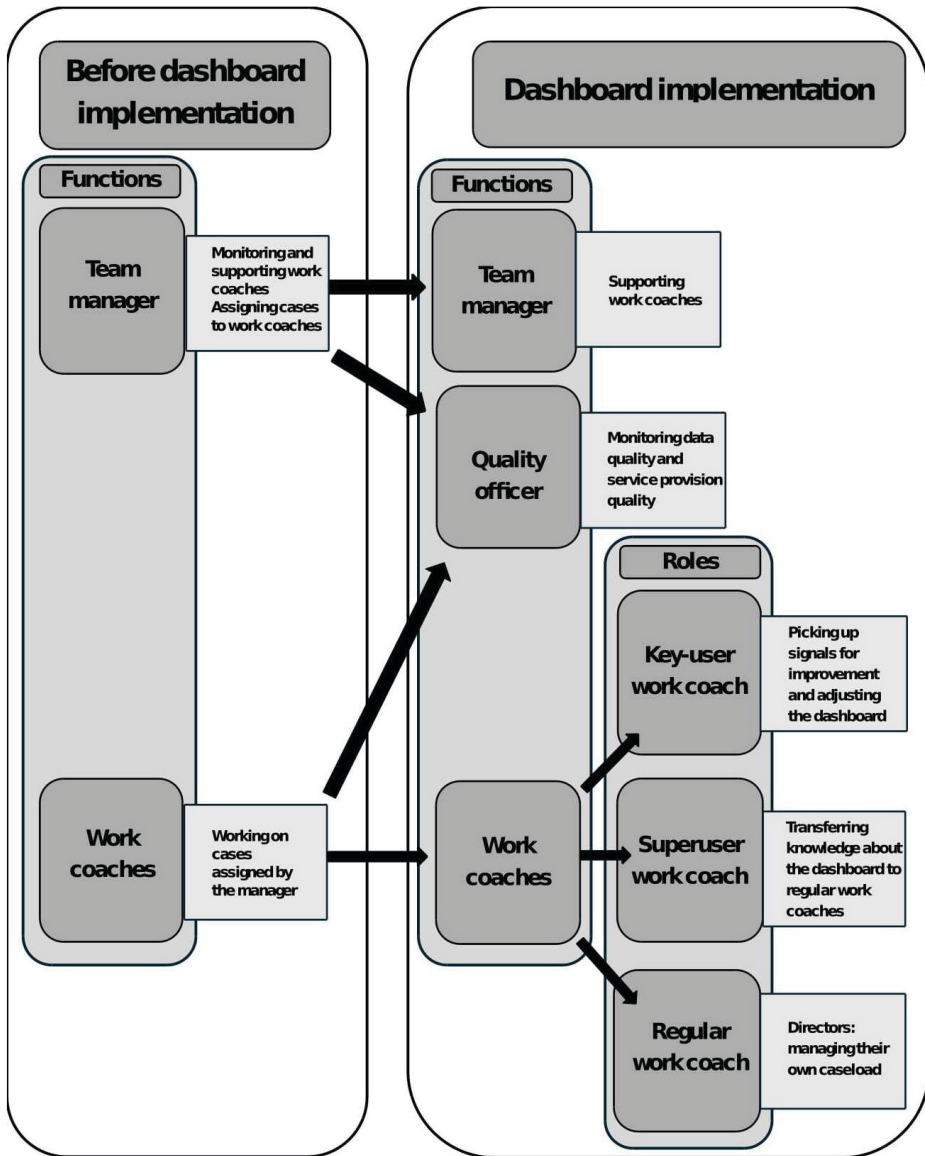 Before dashboard
implementation
Functions
Team
manager
Monitoring and
supporting work
coaches
Assigning cases
to work coaches
Work
coaches
Working on
cases
assigned by
the manager
Dashboard implementation
Functions
Team
manager
Supporting
work coaches
Quality
officer
Monitoring data
quality and
service provision
quality
Work
coaches
Roles
Key-user
work coach
Picking up
signals for
improvement
and adjusting
the dashboard
Superuser
work coach
Transferring
knowledge about
the dashboard to
regular work
coaches
Regular
work coach
Directors:
managing their
own caseload